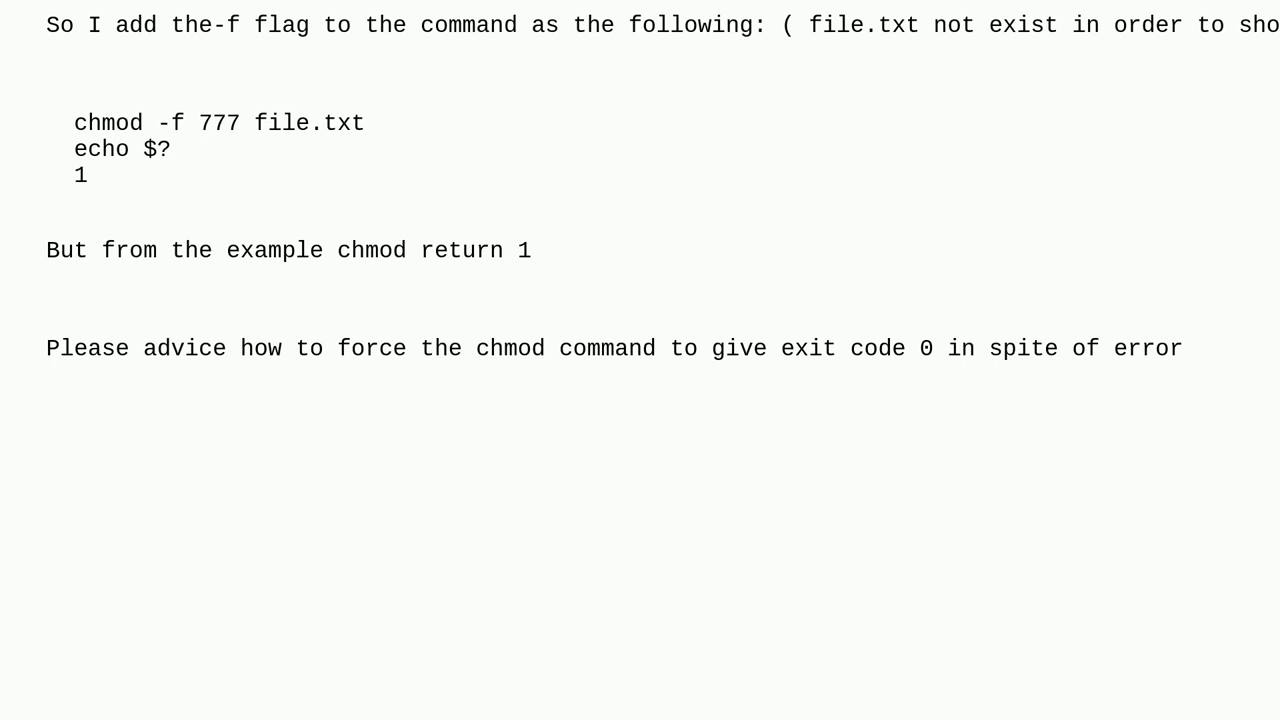 So I add the-f flag to the command as the following: ( file.txt not exist in order to sho
chmod -f 777 file.txt
echo $?
1
But from the example chmod return 1
Please advice how to force the chmod command to give exit code 0 in spite of error